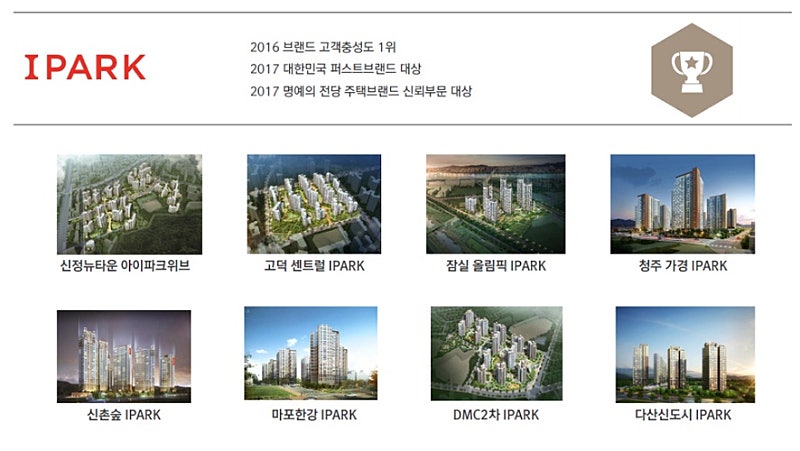 IPARK
2016 브랜드 고객충성도 1위
2017 대한민국 퍼스트브랜드 대상
2017 명예의 전당 주택브랜드 신뢰부문 대상
신정뉴타운 아이파크위브
고덕 센트럴 IPARK
잠실 올림픽 IPARK
청주 가경 IPARK
신촌숲 IPARK
마포한강 IPARK
DMC2차 IPARK
다산신도시 IPARK